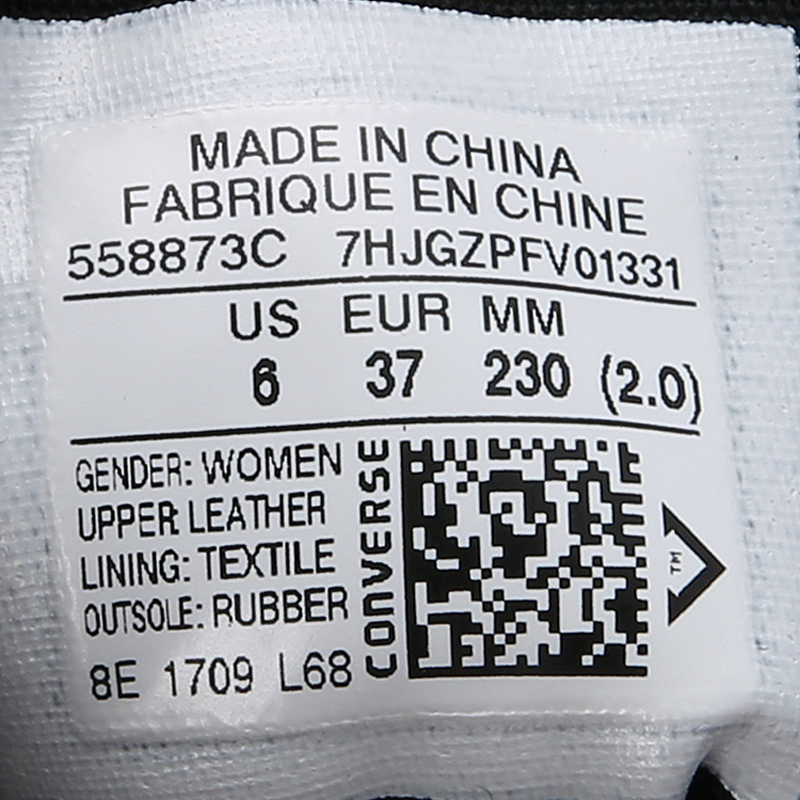 MADE IN CHINA
FABRIQUE EN CHINE
558873C 7HJGZPFV01331
US EUR MM
6 37 230 (2.0)
GENDER: WOMEN
UPPER LEATHER
LINING: TEXTILE
OUTSOLE: RUBBER
8E 1709 L68
CONVERSE
TM